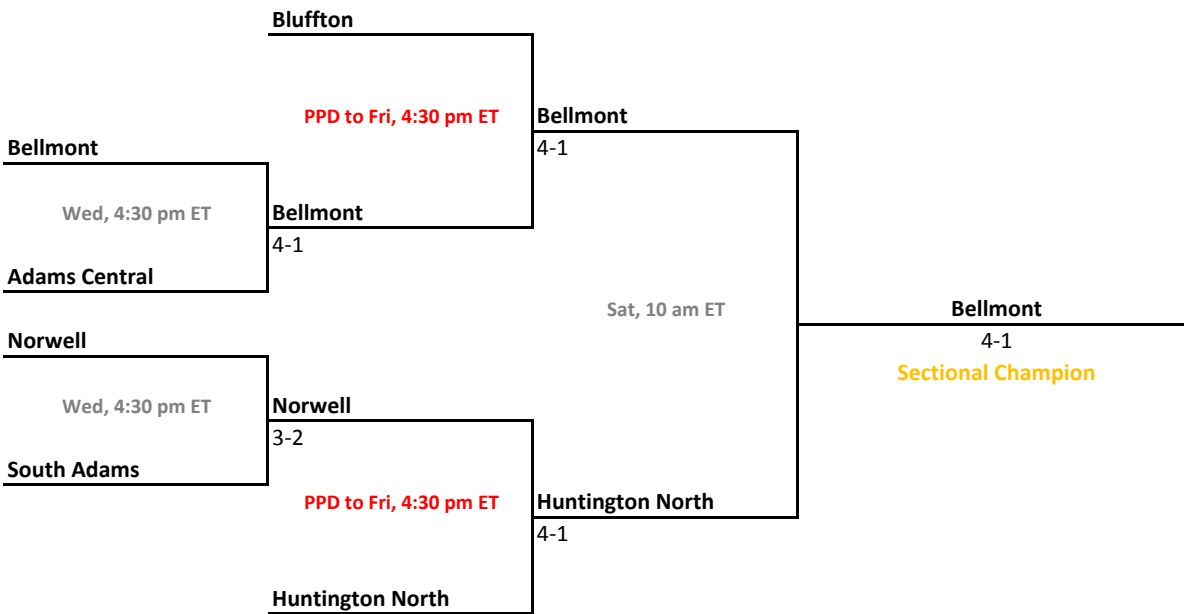 Bluffton
PPD to Fri, 4:30 pm ET
Bellmont
4-1
Bellmont
Wed, 4:30 pm ET
Bellmont
4-1
Adams Central
Sat, 10 am ET
Bellmont
4-1
Sectional Champion
Norwell
Wed, 4:30 pm ET
Norwell
3-2
South Adams
PPD to Fri, 4:30 pm ET
Huntington North
4-1
Huntington North